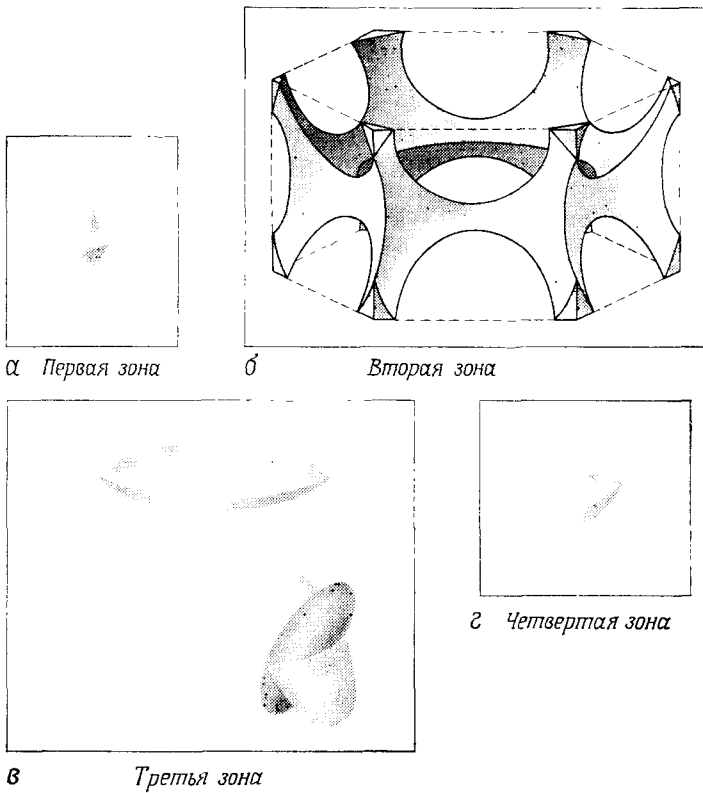 а Первая зона
б Вторая зона
в Третья зона
г Четвертая зона